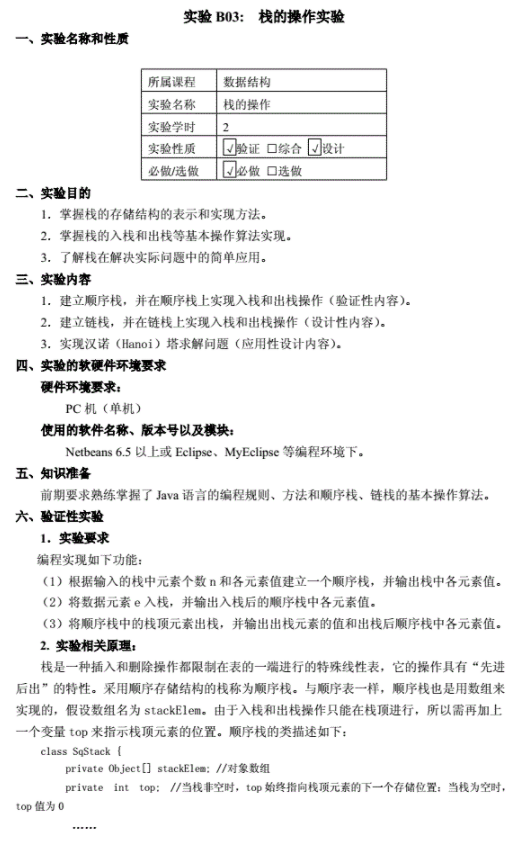 实验 B03: 栈的操作实验
一、实验名称和性质
所属课程 数据结构
实验名称 栈的操作
实验学时 2
实验性质 √验证 □综合 √设计
必做/选做 √必做 □选做
二、实验目的
1．掌握栈的存储结构的表示和实现方法。
2．掌握栈的入栈和出栈等基本操作算法实现。
3．了解栈在解决实际问题中的简单应用。
三、实验内容
1．建立顺序栈，并在顺序栈上实现入栈和出栈操作（验证性内容）。
2．建立链栈，并在链栈上实现入栈和出栈操作（设计性内容）。
3．实现汉诺（Hanoi）塔求解问题（应用性设计内容）。
四、实验的软硬件环境要求
硬件环境要求：
PC 机（单机）
使用的软件名称、版本号以及模块：
Netbeans 6.5 以上或 Eclipse、MyEclipse 等编程环境下。
五、知识准备
前期要求熟练掌握了 Java 语言的编程规则、方法和顺序栈、链栈的基本操作算法。
六、验证性实验
1．实验要求
编程实现如下功能：
（1）根据输入的栈中元素个数 n 和各元素值建立一个顺序栈，并输出栈中各元素值。
（2）将数据元素 e 入栈，并输出入栈后的顺序栈中各元素值。
（3）将顺序栈中的栈顶元素出栈，并输出出栈元素的值和出栈后顺序栈中各元素值。
2. 实验相关原理：
栈是一种插入和删除操作都限制在表的一端进行的特殊线性表，它的操作具有“先进
后出”的特性。采用顺序存储结构的栈称为顺序栈。与顺序表一样，顺序栈也是用数组来
实现的，假设数组名为 stackElem。由于入栈和出栈操作只能在栈顶进行，所以需再加上
一个变量 top 来指示栈顶元素的位置。顺序栈的类描述如下：
class SqStack {
private Object[] stackElem; //对象数组
private int top; //当栈非空时，top 始终指向栈顶元素的下一个存储位置；当栈为空时，
top 值为 0
……